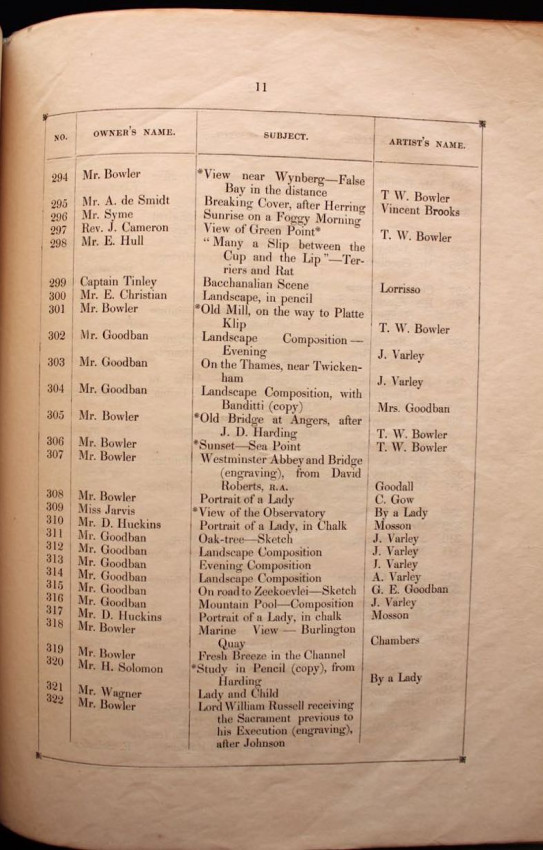 11
NO. OWNER'S NAME. SUBJECT. ARTIST'S NAME.
294 Mr. Bowler *View near Wynberg—False
Bay in the distance T W. Bowler
295 Mr. A. de Smidt Breaking Cover, after Herring Vincent Brooks
296 Mr. Syme Sunrise on a Foggy Morning
297 Rev. J. Cameron View of Green Point* T. W. Bowler
298 Mr. E. Hull " Many a Slip between the
Cup and the Lip "—Ter-
riers and Rat
299 Captain Tinley Bacchanalian Scene Lorrisso
300 Mr. E. Christian Landscape, in pencil
301 Mr. Bowler *Old Mill, on the way to Platte
Klip T. W. Bowler
302 Mr. Goodban Landscape Composition —
Evening J. Varley
303 Mr. Goodban On the Thames, near Twicken-
ham J. Varley
304 Mr. Goodban Landscape Composition, with
Banditti (copy) Mrs. Goodban
305 Mr. Bowler *Old Bridge at Angers, after
J. D. Harding T. W. Bowler
306 Mr. Bowler *Sunset—Sea Point T. W. Bowler
307 Mr. Bowler Westminster Abbey and Bridge
(engraving), from David
Roberts, R.A. Goodall
308 Mr. Bowler Portrait of a Lady C. Gow
309 Miss Jarvis *View of the Observatory By a Lady
310 Mr. D. Huckins Portrait of a Lady, in Chalk Mosson
311 Mr. Goodban Oak-tree—Sketch J. Varley
312 Mr. Goodban Landscape Composition J. Varley
313 Mr. Goodban Evening Composition J. Varley
314 Mr. Goodban Landscape Composition A. Varley
315 Mr. Goodban On road to Zeekoevlei—Sketch G. E. Goodban
316 Mr. Goodban Mountain Pool—Composition J. Varley
317 Mr. D. Huckins Portrait of a Lady, in chalk Mosson
318 Mr. Bowler Marine View — Burlington
Quay Chambers
319 Mr. Bowler Fresh Breeze in the Channel
320 Mr. H. Solomon *Study in Pencil (copy), from
Harding By a Lady
321 Mr. Wagner Lady and Child
322 Mr. Bowler Lord William Russell receiving
the Sacrament previous to
his Execution (engraving),
after Johnson